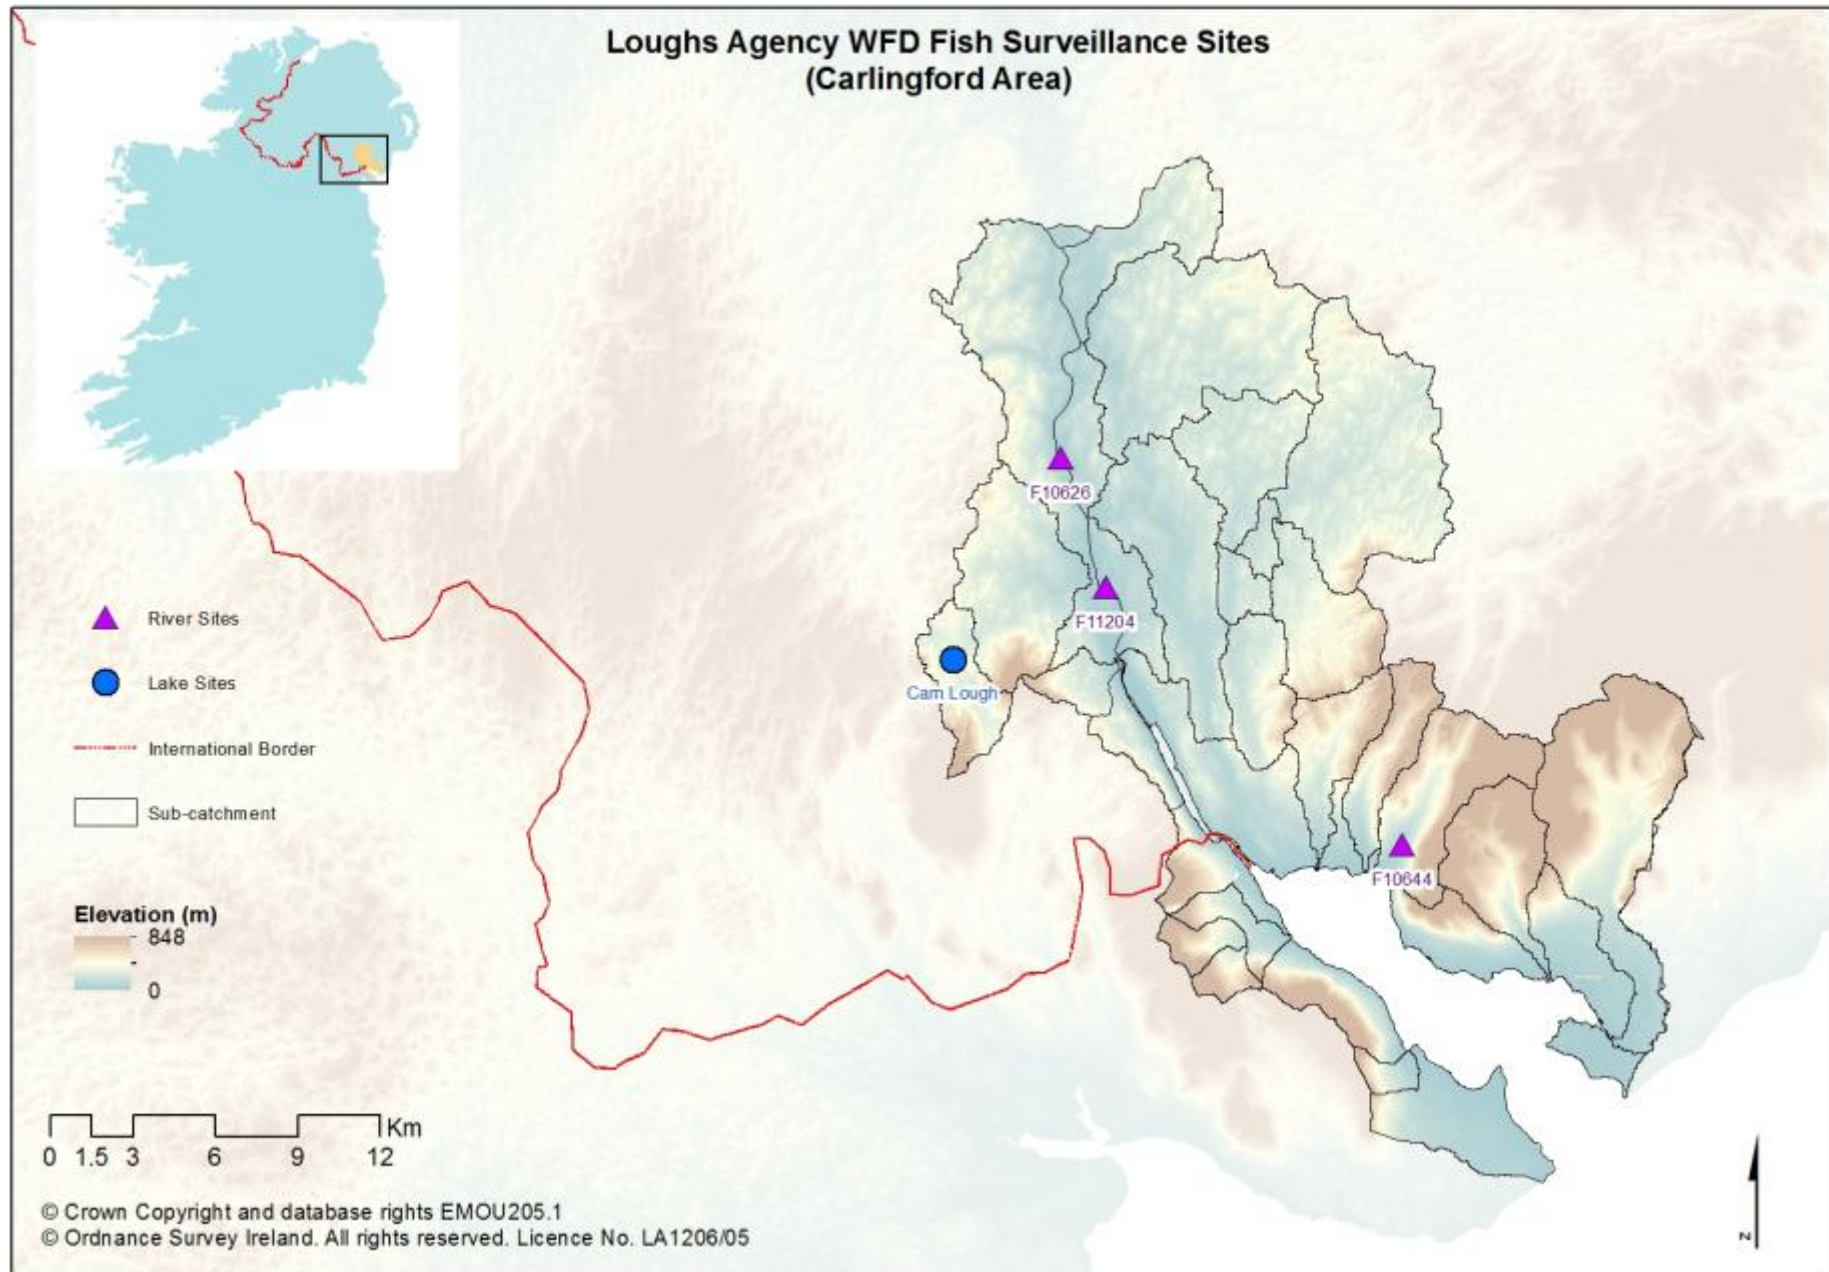 Loughs Agency WFD Fish Surveillance Sites
(Carlingford Area)
F10626
F11204
Cam Lough
F10644
River Sites
Lake Sites
International Border
Sub-catchment
Elevation (m)
848
0
Km
0 1.5 3 6 9 12
© Crown Copyright and database rights EMOU205.1
© Ordnance Survey Ireland. All rights reserved. Licence No. LA1206/05
N